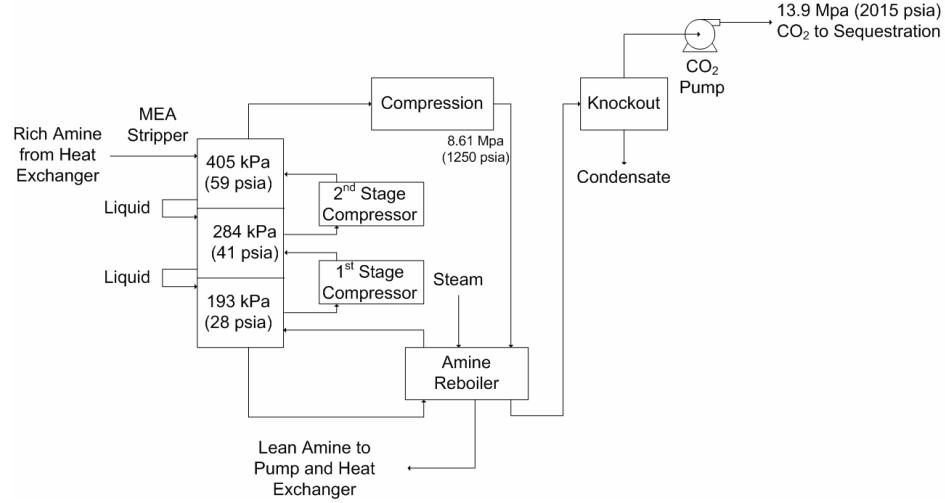 13.9 Mpa (2015 psia)
CO₂ to Sequestration
CO₂
Pump
Compression
Knockout
MEA
Stripper
Rich Amine
from Heat
Exchanger
8.61 Mpa
(1250 psia)
405 kPa
(59 psia)
Condensate
2nd Stage
Compressor
Liquid
284 kPa
(41 psia)
Liquid
1st Stage
Compressor
Steam
193 kPa
(28 psia)
Amine
Reboiler
Lean Amine to
Pump and Heat
Exchanger